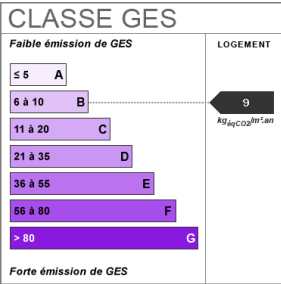 CLASSE GES
Faible émission de GES
LOGEMENT
≤ 5 A
6 à 10 B
9
kgéqCO2/m².an
11 à 20 C
21 à 35 D
36 à 55 E
56 à 80 F
> 80 G
Forte émission de GES